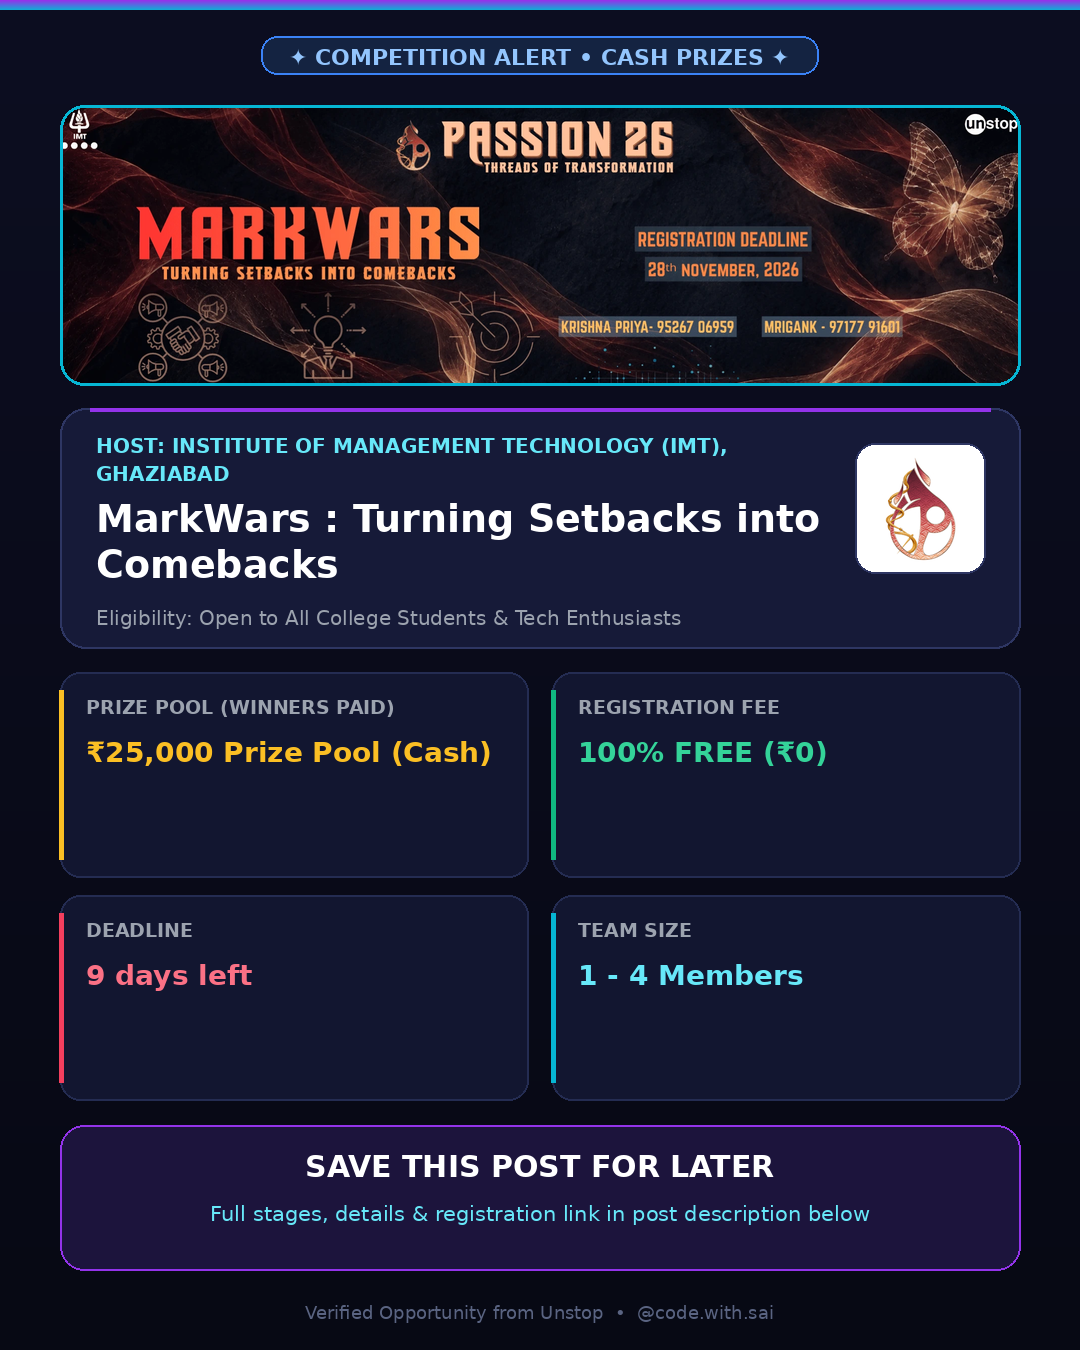 ✦ COMPETITION ALERT • CASH PRIZES ✦
IMT
unstop
PASSION 26
THREADS OF TRANSFORMATION
MARKWARS
TURNING SETBACKS INTO COMEBACKS
REGISTRATION DEADLINE
28th NOVEMBER, 2026
KRISHNA PRIYA- 95267 06959 MRIGANK - 97177 91601
HOST: INSTITUTE OF MANAGEMENT TECHNOLOGY (IMT),
GHAZIABAD
MarkWars : Turning Setbacks into
Comebacks
Eligibility: Open to All College Students & Tech Enthusiasts
PRIZE POOL (WINNERS PAID)
₹25,000 Prize Pool (Cash)
REGISTRATION FEE
100% FREE (₹0)
DEADLINE
9 days left
TEAM SIZE
1 - 4 Members
SAVE THIS POST FOR LATER
Full stages, details & registration link in post description below
Verified Opportunity from Unstop • @code.with.sai